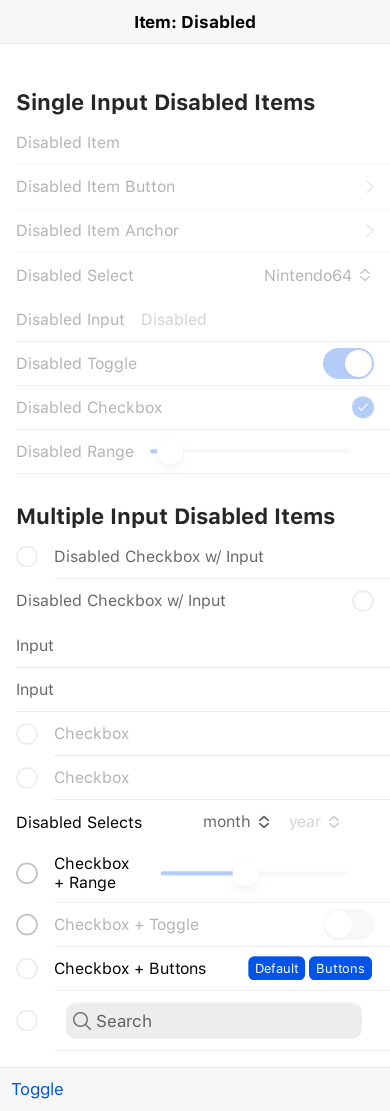 Item: Disabled
Single Input Disabled Items
Disabled Item
Disabled Item Button
Disabled Item Anchor
Disabled Select Nintendo64
Disabled Input Disabled
Disabled Toggle
Disabled Checkbox
Disabled Range
Multiple Input Disabled Items
Disabled Checkbox w/ Input
Disabled Checkbox w/ Input
Input
Input
Checkbox
Checkbox
Disabled Selects month year
Checkbox
+ Range
Checkbox + Toggle
Checkbox + Buttons Default Buttons
Search
Toggle